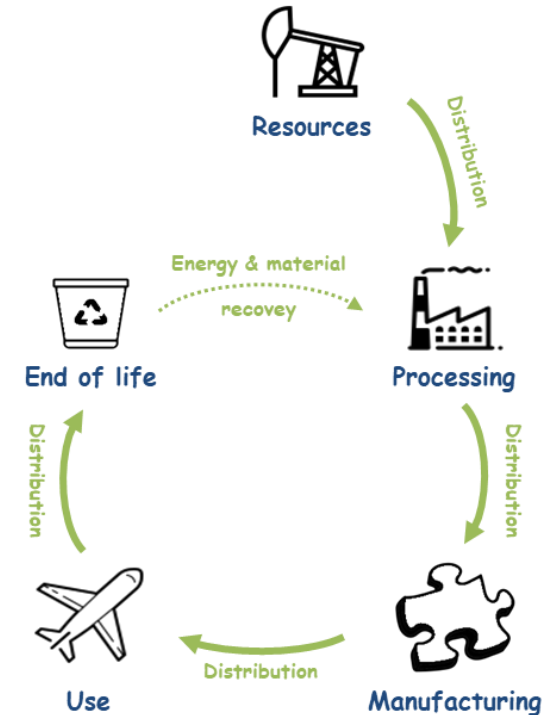 Resources
Distribution
Energy & material
recovey
End of life
Processing
Distribution
Distribution
Distribution
Use
Manufacturing